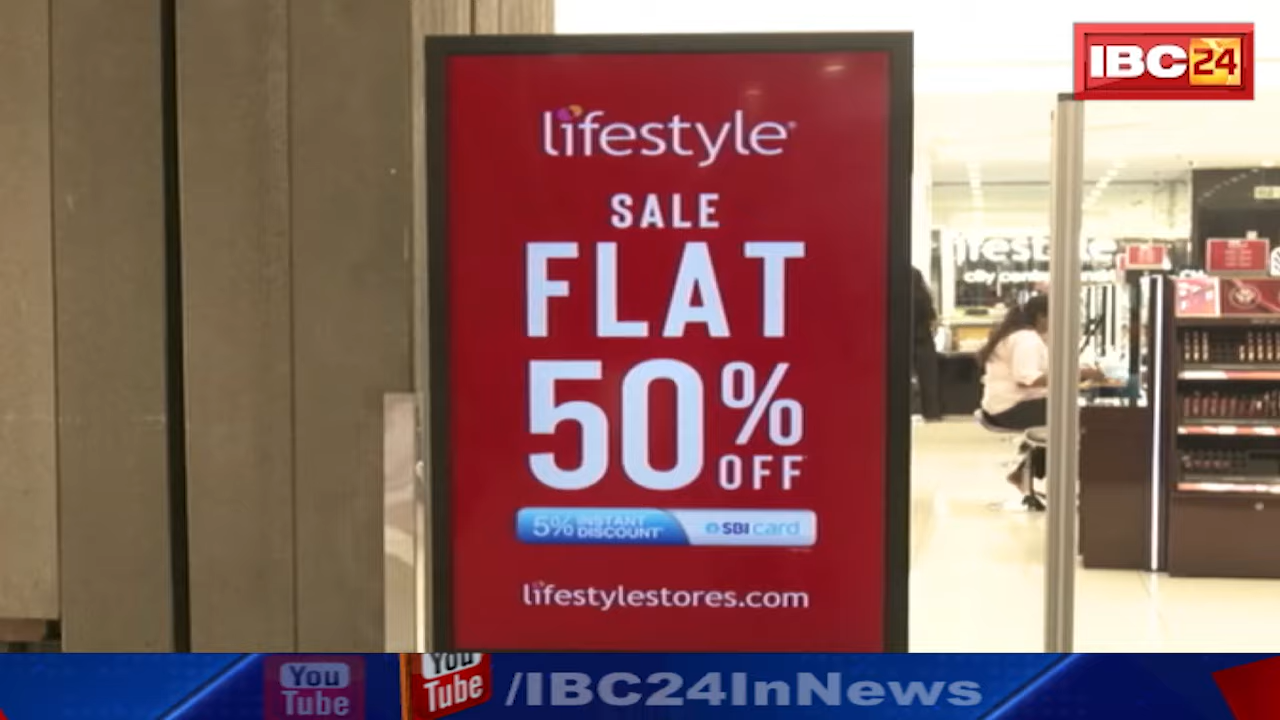 IBC24
lifestyle
SALE
FLAT
50%
OFF
5% INSTANT
DISCOUNT
SBI card
lifestylestores.com
You
Tube
You
Tube
/IBC24InNews